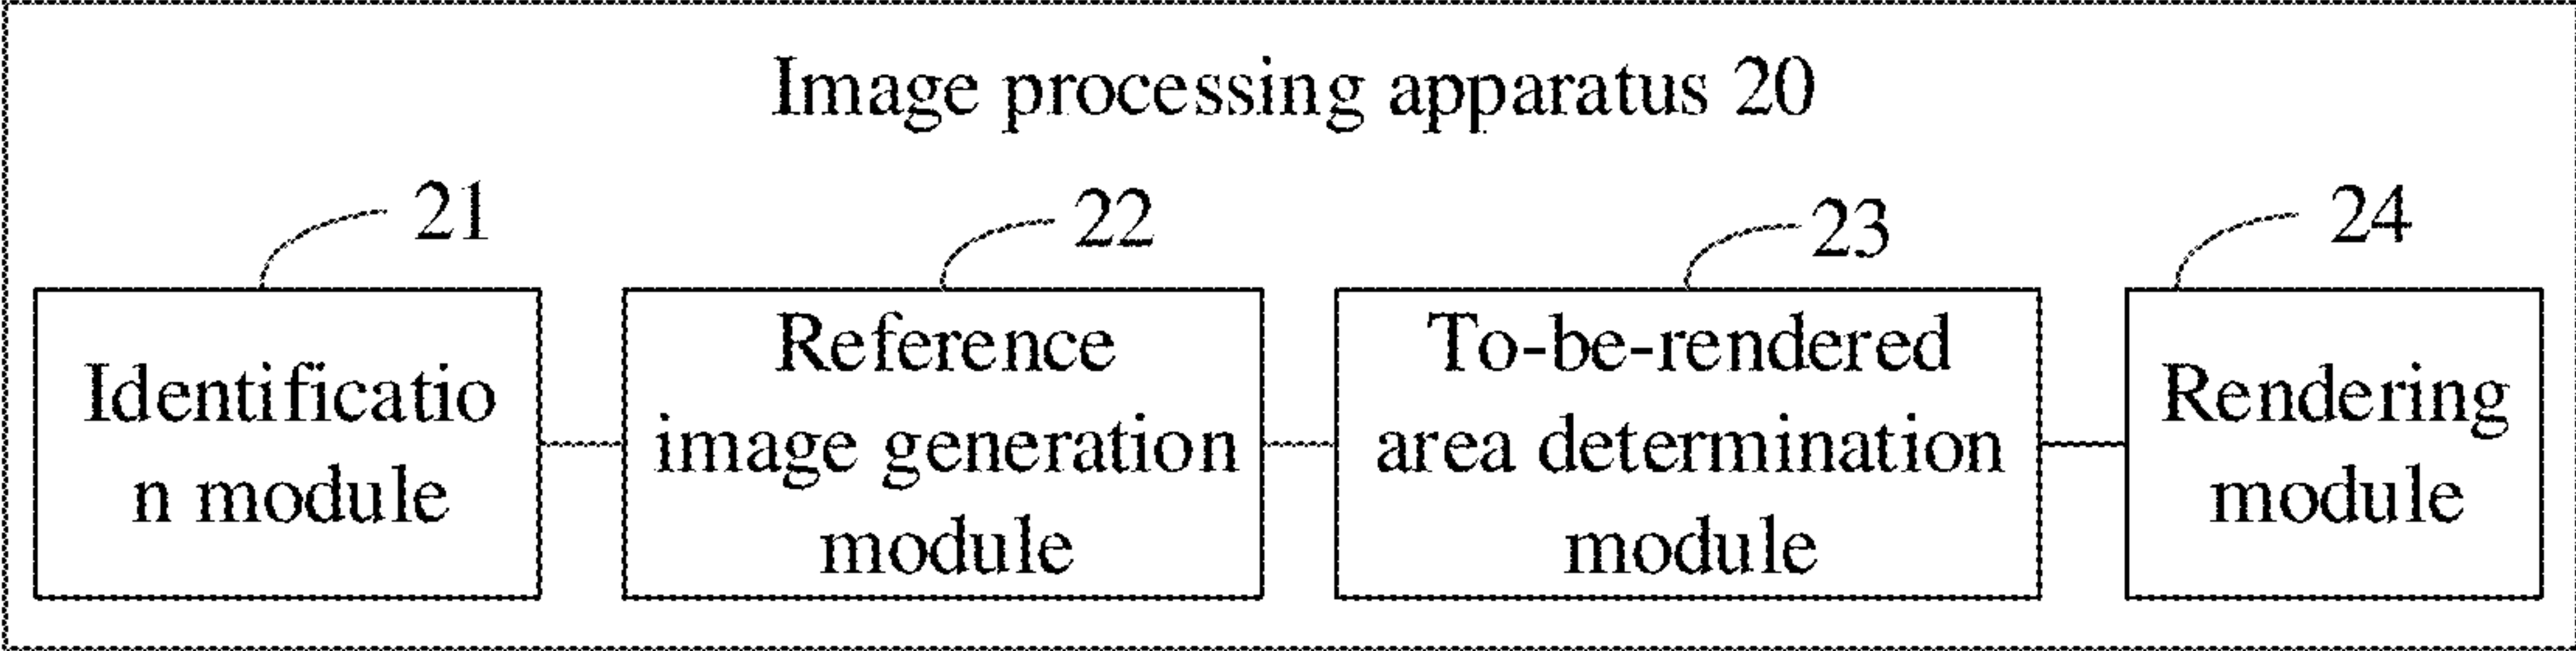 Image processing apparatus 20
21
22
23
24
Identificatio
n module
Reference
image generation
module
To-be-rendered
area determination
module
Rendering
module